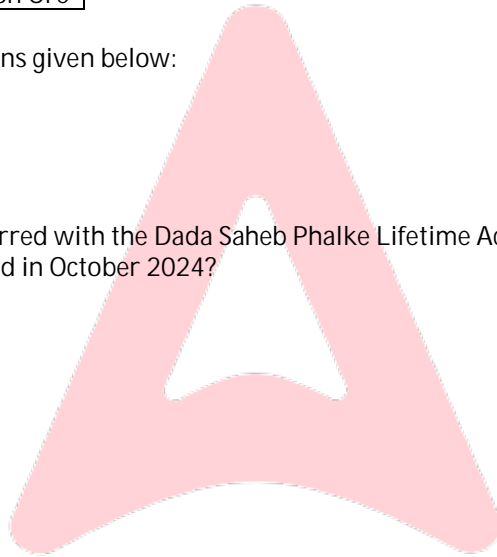 ns given below:
rred with the Dada Saheb Phalke Lifetime Ac
d in October 2024?